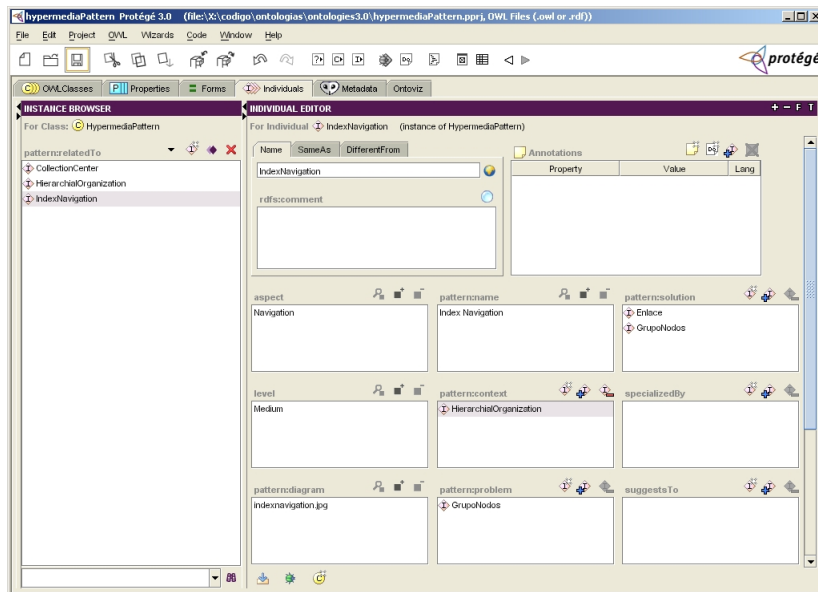 hypermediaPattern Protégé 3.0 (file:\X:\codigo\ontologias\ontologies3.0\hypermediaPattern.pprj, OWL Files (.owl or .rdf))
File Edit Project OWL Wizards Code Window Help
protégé
OWLClasses Properties Forms Individuals Metadata Ontoviz
INSTANCE BROWSER
For Class: HypermediaPattern
pattern:relatedTo
CollectionCenter
HierarchialOrganization
IndexNavigation
INDIVIDUAL EDITOR
+ - F T
For Individual IndexNavigation (instance of HypermediaPattern)
Name SameAs DifferentFrom
IndexNavigation
rdfs:comment
Annotations
Property Value Lang
aspect
Navigation
pattern:name
Index Navigation
pattern:solution
Enlace
GrupoNodos
level
Medium
pattern:context
HierarchialOrganization
specializedBy
pattern:diagram
indexnavigation.jpg
pattern:problem
GrupoNodos
suggestsTo